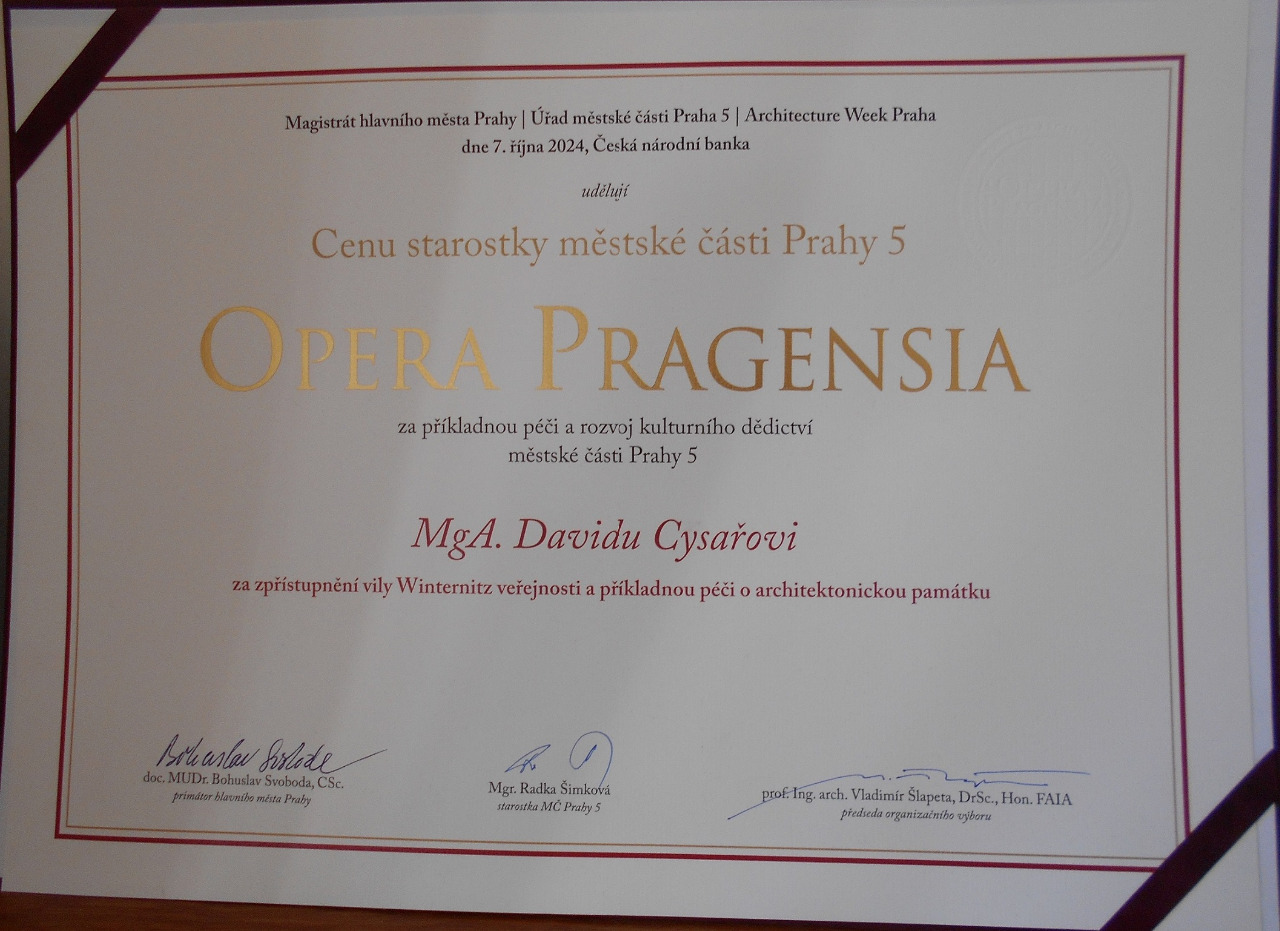 Magistrát hlavního města Prahy | Úřad městské části Praha 5 | Architecture Week Praha
dne 7. října 2024, Česká národní banka
udělují
Cenu starostky městské části Prahy 5
OPERA PRAGENSIA
za příkladnou péči a rozvoj kulturního dědictví
městské části Prahy 5
MgA. Davidu Cysařovi
za zpřístupnění vily Winternitz veřejnosti a příkladnou péči o architektonickou památku
Bohuslav Svoboda
doc. MUDr. Bohuslav Svoboda, CSc.
primátor hlavního města Prahy
Mgr. Radka Šimková
starostka MČ Prahy 5
prof. Ing. arch. Vladimír Šlapeta, DrSc., Hon. FAIA
předseda organizačního výboru